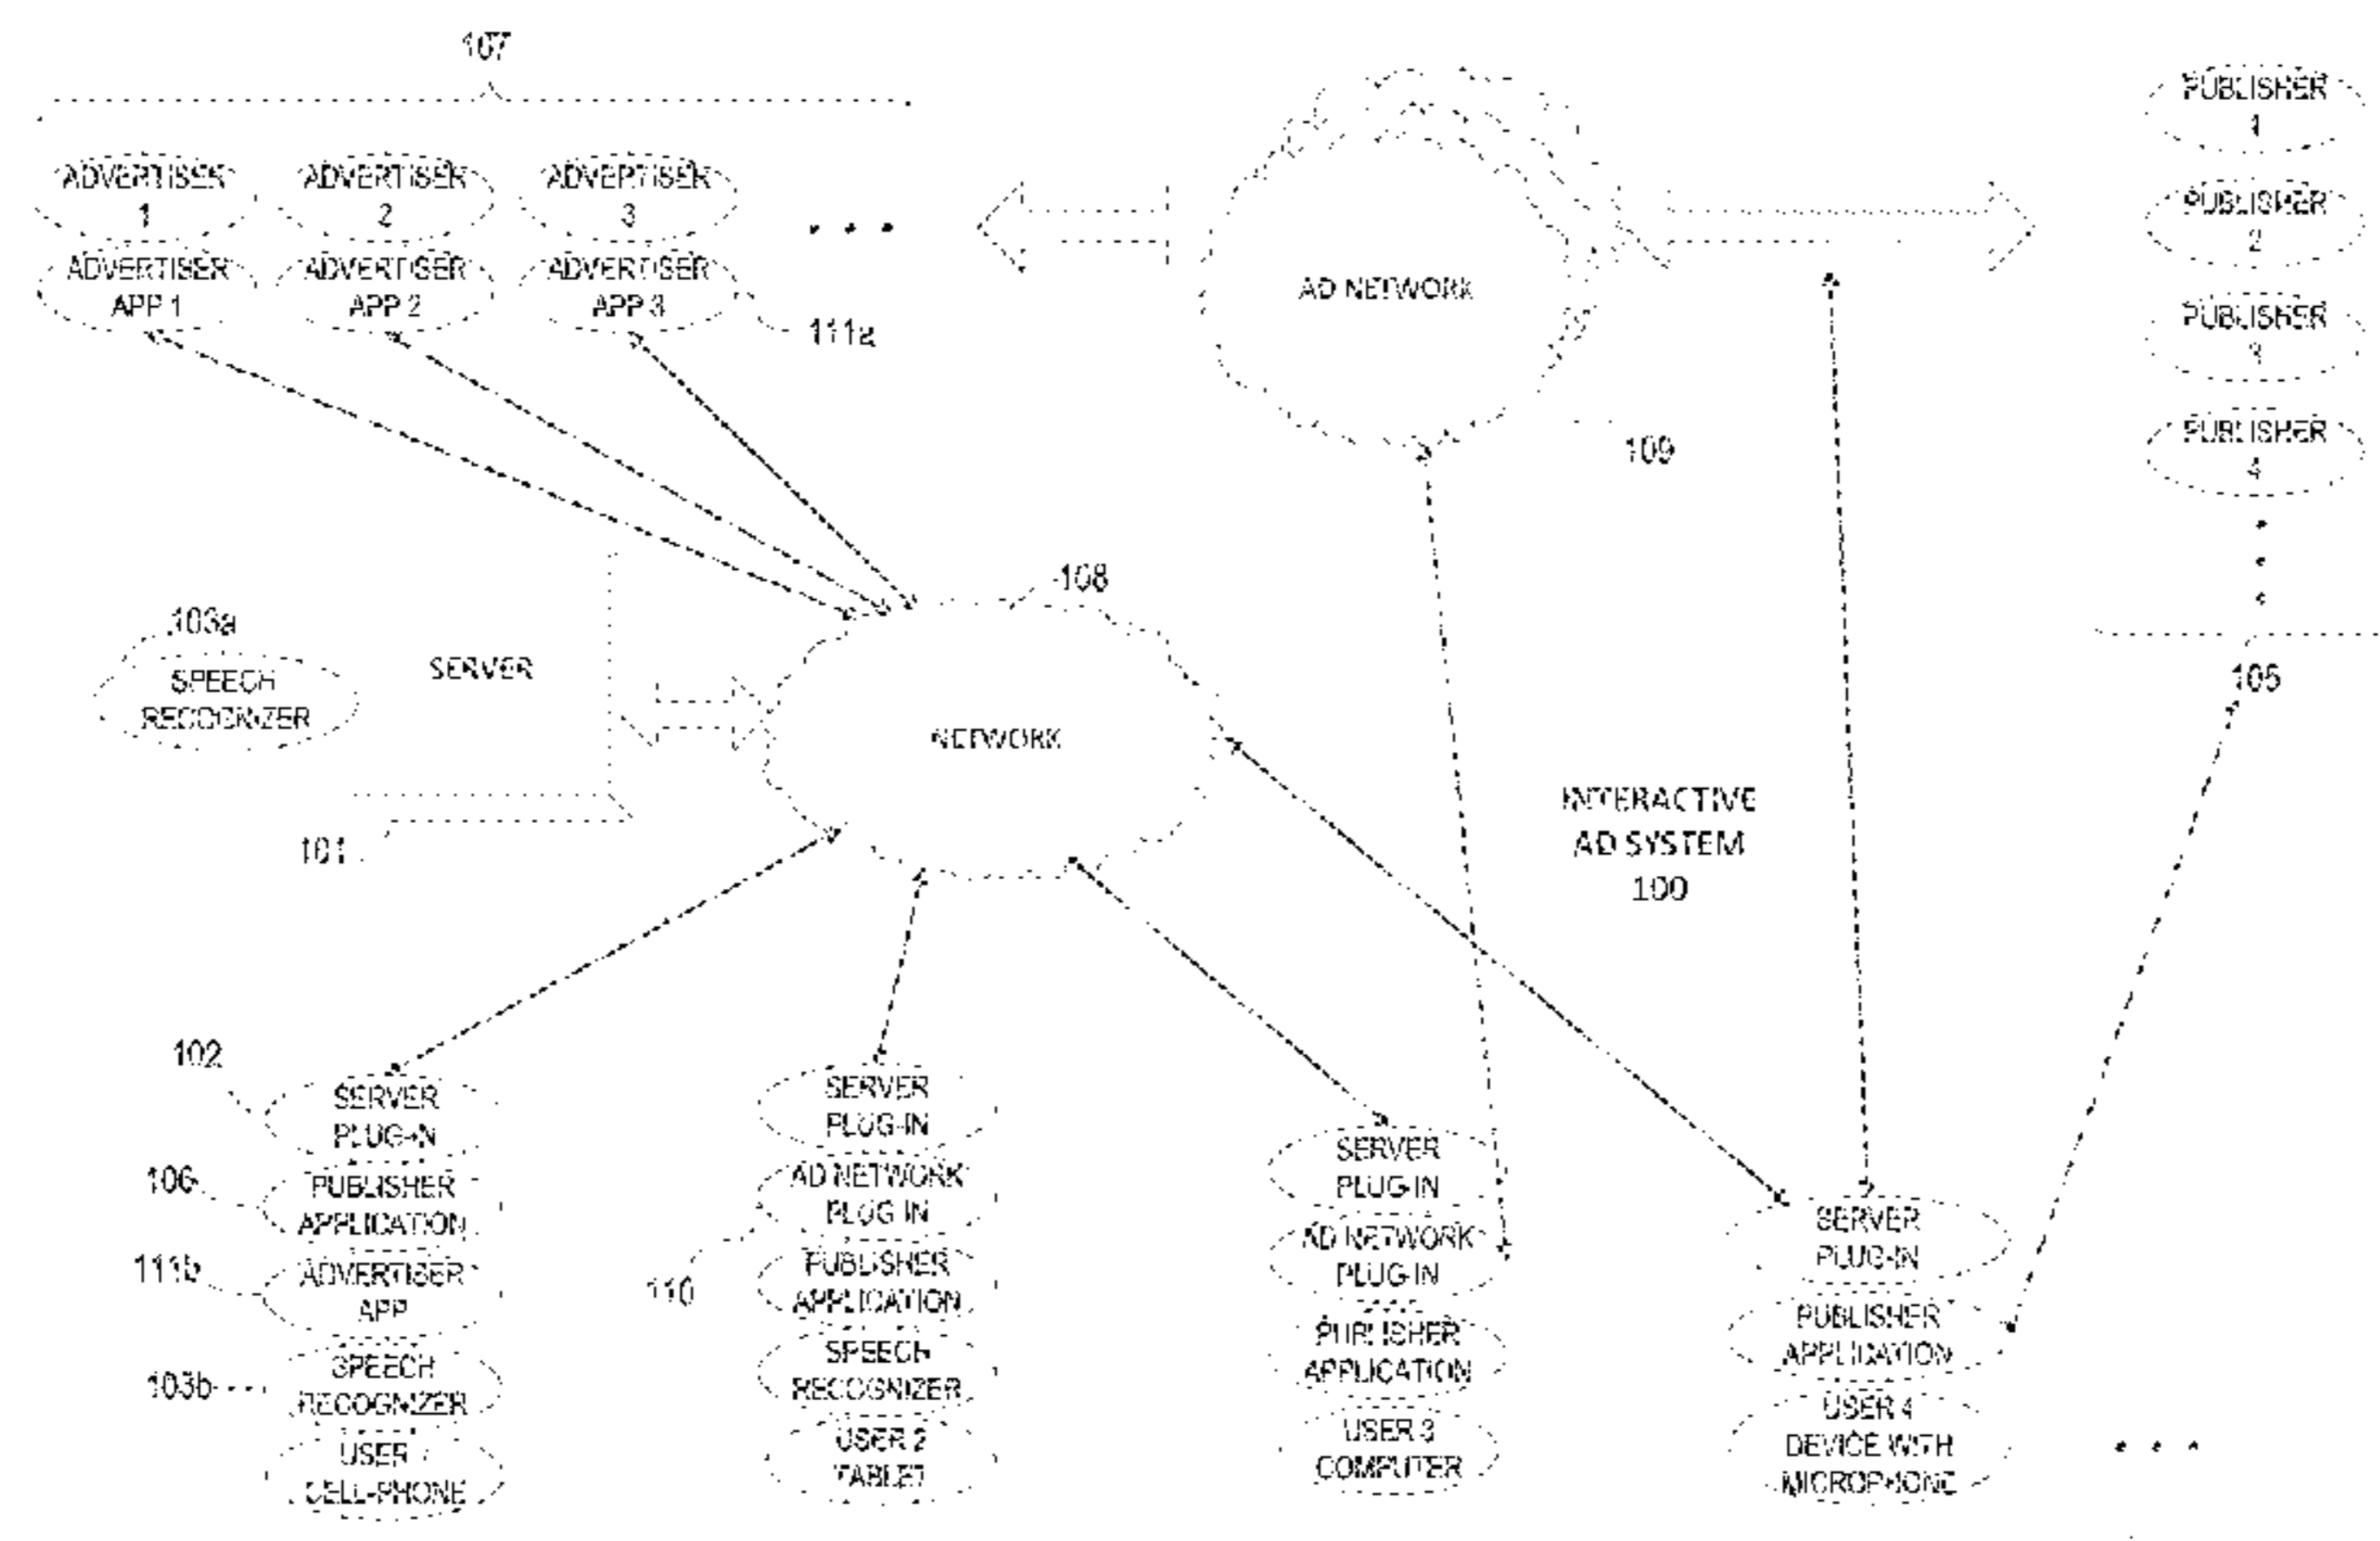 107
ADVERTISER
1
ADVERTISER
2
ADVERTISER
3
ADVERTISER
APP 1
ADVERTISER
APP 2
ADVERTISER
APP 3
111a
AD NETWORK
109
PUBLISHER
1
PUBLISHER
2
PUBLISHER
3
PUBLISHER
4
103a
SPEECH
RECOGNIZER
SERVER
101
108
NETWORK
INTERACTIVE
AD SYSTEM
100
102
SERVER
PLUG-IN
106
PUBLISHER
APPLICATION
111b
ADVERTISER
APP
103b
SPEECH
RECOGNIZER
USER
CELL-PHONE
SERVER
PLUG-IN
AD NETWORK
PLUG-IN
110
PUBLISHER
APPLICATION
SPEECH
RECOGNIZER
USER 2
TABLET
SERVER
PLUG-IN
AD NETWORK
PLUG-IN
PUBLISHER
APPLICATION
USER 3
COMPUTER
SERVER
PLUG-IN
PUBLISHER
APPLICATION
USER 4
DEVICE WITH
MICROPHONE